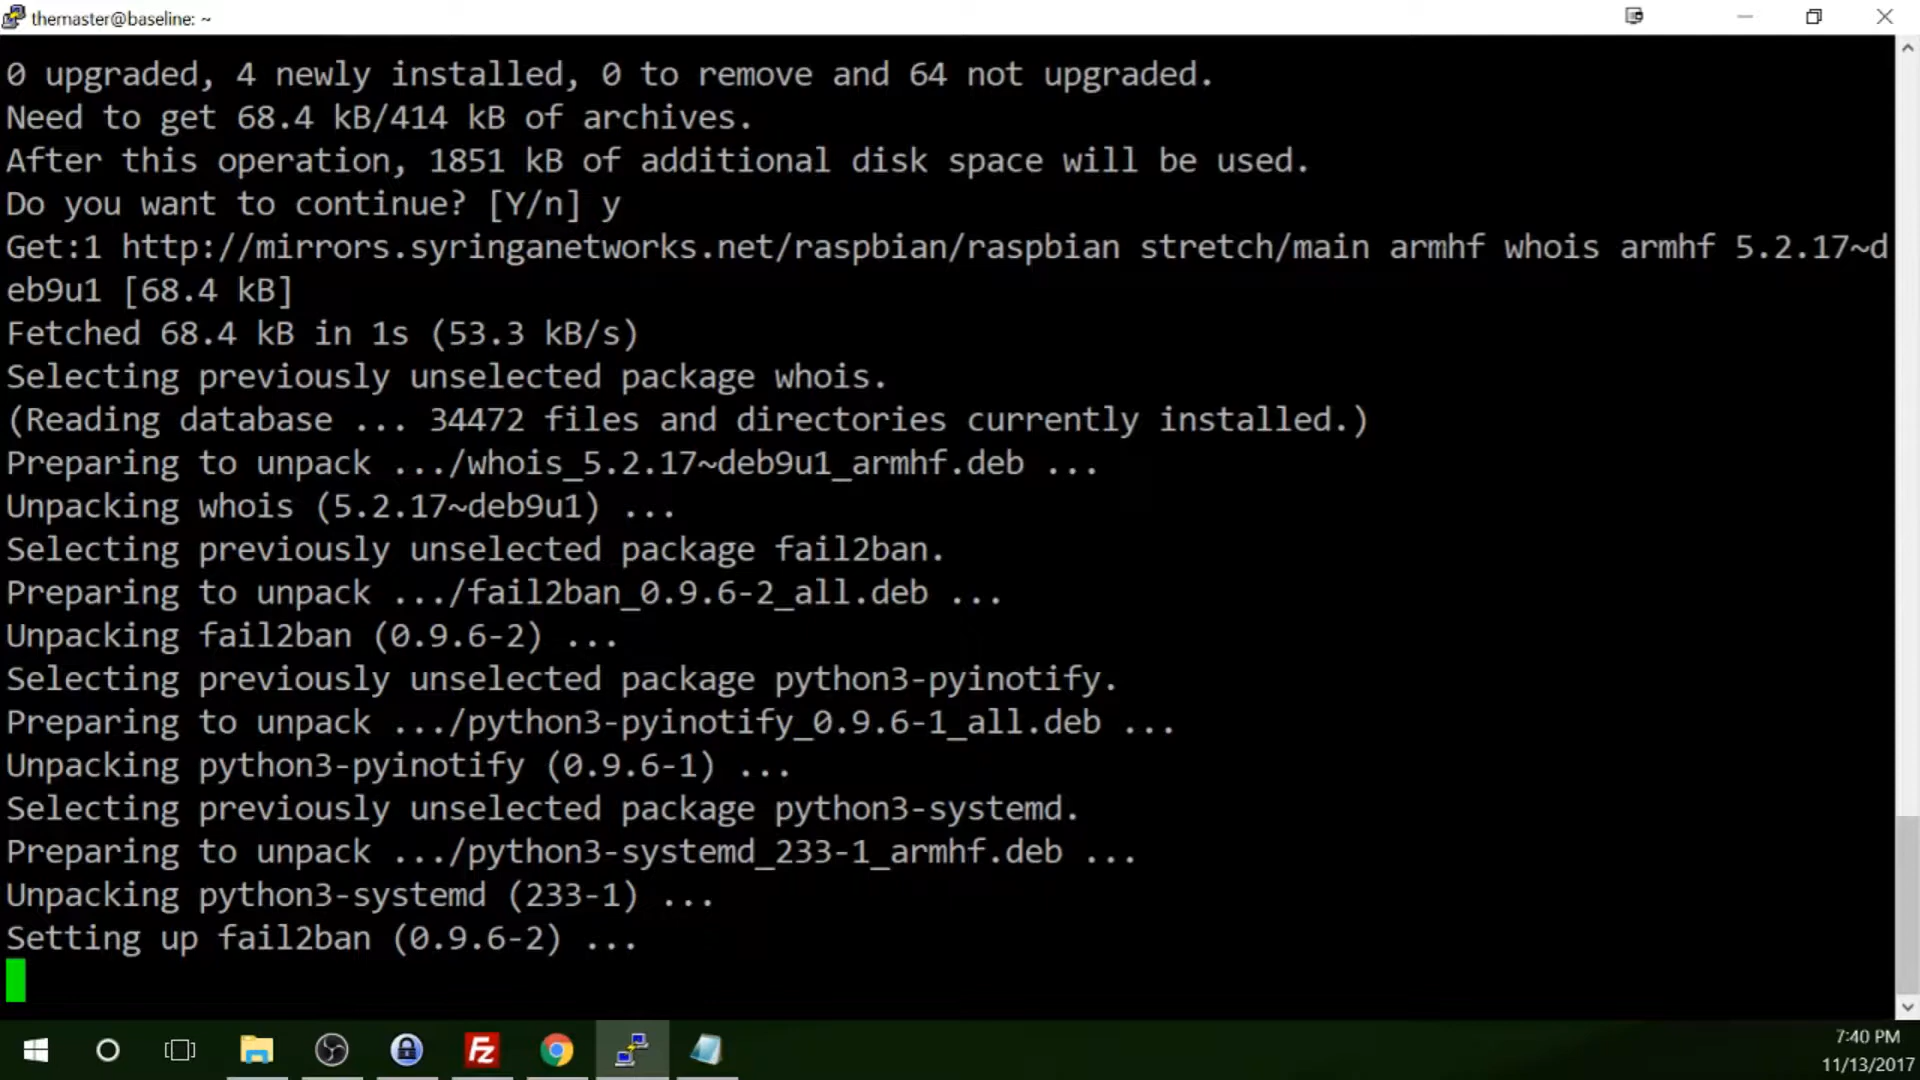 themaster@baseline: ~
0 upgraded, 4 newly installed, 0 to remove and 64 not upgraded.
Need to get 68.4 kB/414 kB of archives.
After this operation, 1851 kB of additional disk space will be used.
Do you want to continue? [Y/n] y
Get:1 http://mirrors.syringanetworks.net/raspbian/raspbian stretch/main armhf whois armhf 5.2.17~d
eb9u1 [68.4 kB]
Fetched 68.4 kB in 1s (53.3 kB/s)
Selecting previously unselected package whois.
(Reading database ... 34472 files and directories currently installed.)
Preparing to unpack .../whois_5.2.17~deb9u1_armhf.deb ...
Unpacking whois (5.2.17~deb9u1) ...
Selecting previously unselected package fail2ban.
Preparing to unpack .../fail2ban_0.9.6-2_all.deb ...
Unpacking fail2ban (0.9.6-2) ...
Selecting previously unselected package python3-pyinotify.
Preparing to unpack .../python3-pyinotify_0.9.6-1_all.deb ...
Unpacking python3-pyinotify (0.9.6-1) ...
Selecting previously unselected package python3-systemd.
Preparing to unpack .../python3-systemd_233-1_armhf.deb ...
Unpacking python3-systemd (233-1) ...
Setting up fail2ban (0.9.6-2) ...
Fz
7:40 PM
11/13/2017